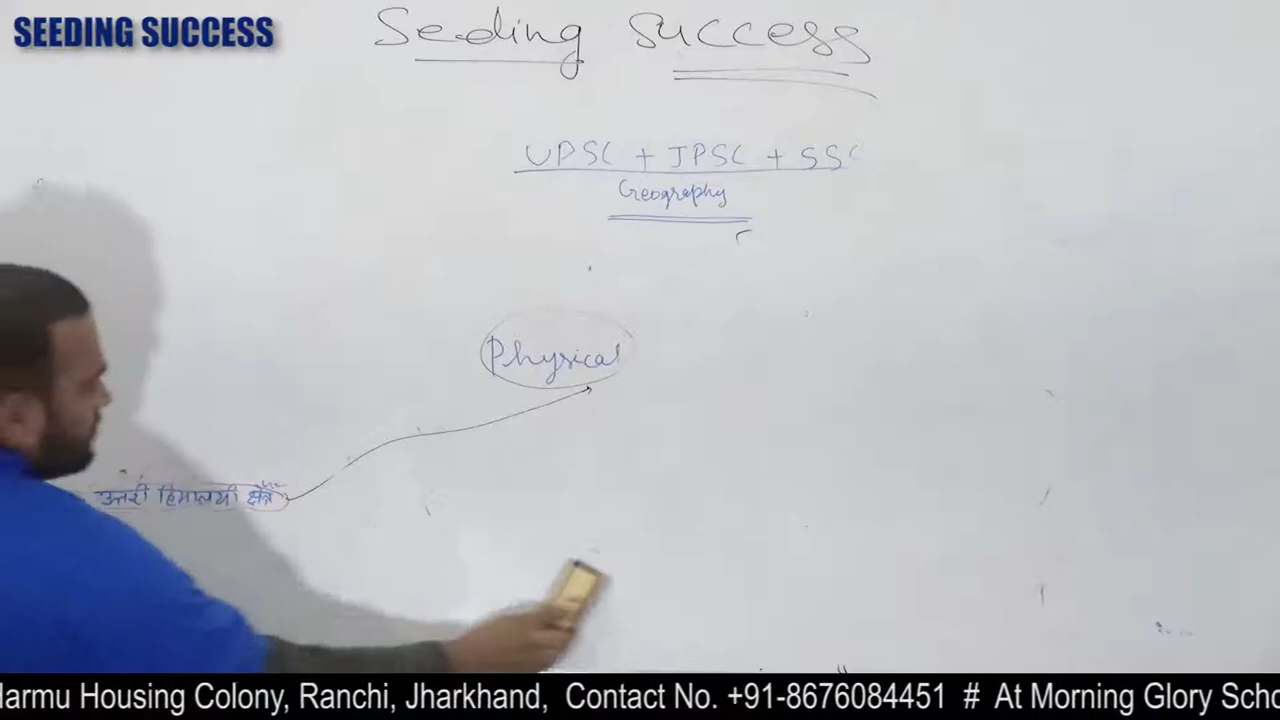 SEEDING SUCCESS
Seeding Success
UPSC + JPSC + SSC
Geography
Physical
उत्तरी हिमालयी क्षेत्र
Harmu Housing Colony, Ranchi, Jharkhand, Contact No. +91-8676084451 # At Morning Glory Scho